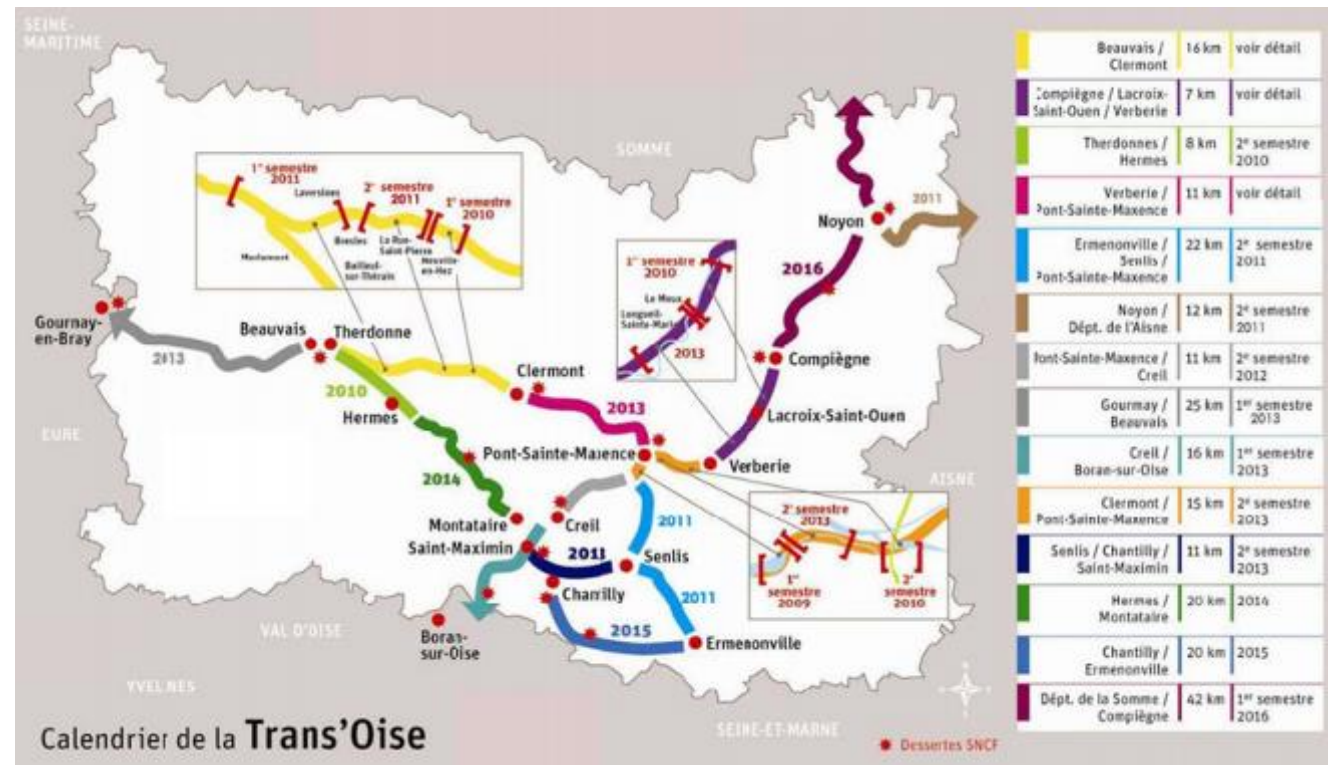 SEINE-
MARITIME
SOMME
1er semestre
2011
Laversines
2e semestre
2011
1er semestre
2010
Bresles
La Rue-
Saint-Pierre
Neuville-
en-Hez
Bailleul-
sur-Thérain
Noyon
2011
1er semestre
2010
Le Meux
Longueil-
Sainte-Marie
2013
2016
Gournay-
en-Bray
Beauvais
Therdonne
2013
Compiègne
Clermont
2010
Hermes
2013
Lacroix-Saint-Ouen
EURE
Pont-Sainte-Maxence
Verberie
AISNE
2014
2e semestre
2013
1er
semestre
2009
2e
semestre
2010
Montataire
Creil
2011
Saint-Maximin
Senlis
Chantilly
2011
2015
Ermenonville
Boran-
sur-Oise
VAL D'OISE
YVELINES
SEINE-ET-MARNE
Calendrier de la Trans'Oise
Dessertes SNCF
Beauvais /
Clermont
16 km
voir détail
Compiègne / Lacroix-
Saint-Ouen / Verberie
7 km
voir détail
Therdonnes /
Hermes
8 km
2e semestre
2010
Verberie /
Pont-Sainte-Maxence
11 km
voir détail
Ermenonville /
Senlis /
Pont-Sainte-Maxence
22 km
2e semestre
2011
Noyon /
Dépt. de l'Aisne
12 km
2e semestre
2011
Pont-Sainte-Maxence /
Creil
11 km
2e semestre
2012
Gournay /
Beauvais
25 km
1er semestre
2013
Creil /
Boran-sur-Oise
16 km
1er semestre
2013
Clermont /
Pont-Sainte-Maxence
15 km
2e semestre
2013
Senlis / Chantilly /
Saint-Maximin
11 km
2e semestre
2013
Hermes /
Montataire
20 km
2014
Chantilly /
Ermenonville
20 km
2015
Dépt. de la Somme /
Compiègne
42 km
1er semestre
2016